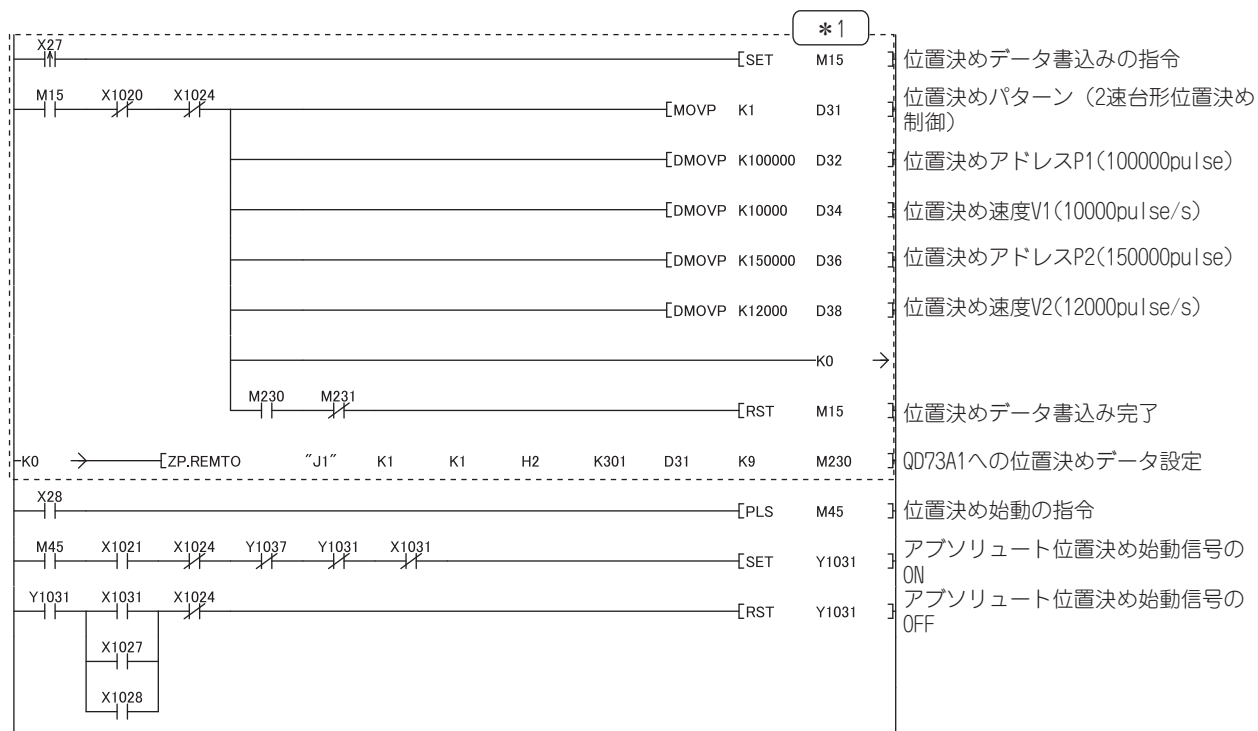 *1
X27
[SET M15 ] 位置決めデータ書込みの指令
M15 X1020 X1024
[MOVP K1 D31 ] 位置決めパターン（2速台形位置決め
制御）
[DMOVP K100000 D32 ] 位置決めアドレスP1(100000pulse)
[DMOVP K10000 D34 ] 位置決め速度V1(10000pulse/s)
[DMOVP K150000 D36 ] 位置決めアドレスP2(150000pulse)
[DMOVP K12000 D38 ] 位置決め速度V2(12000pulse/s)
K0
M230 M231
[RST M15 ] 位置決めデータ書込み完了
K0 [ZP.REMTO "J1" K1 K1 H2 K301 D31 K9 M230 ] QD73A1への位置決めデータ設定
X28
[PLS M45 ] 位置決め始動の指令
M45 X1021 X1024 Y1037 Y1031 X1031
[SET Y1031 ] アブソリュート位置決め始動信号の
ON
Y1031 X1031 X1024
[RST Y1031 ] アブソリュート位置決め始動信号の
OFF
X1027
X1028